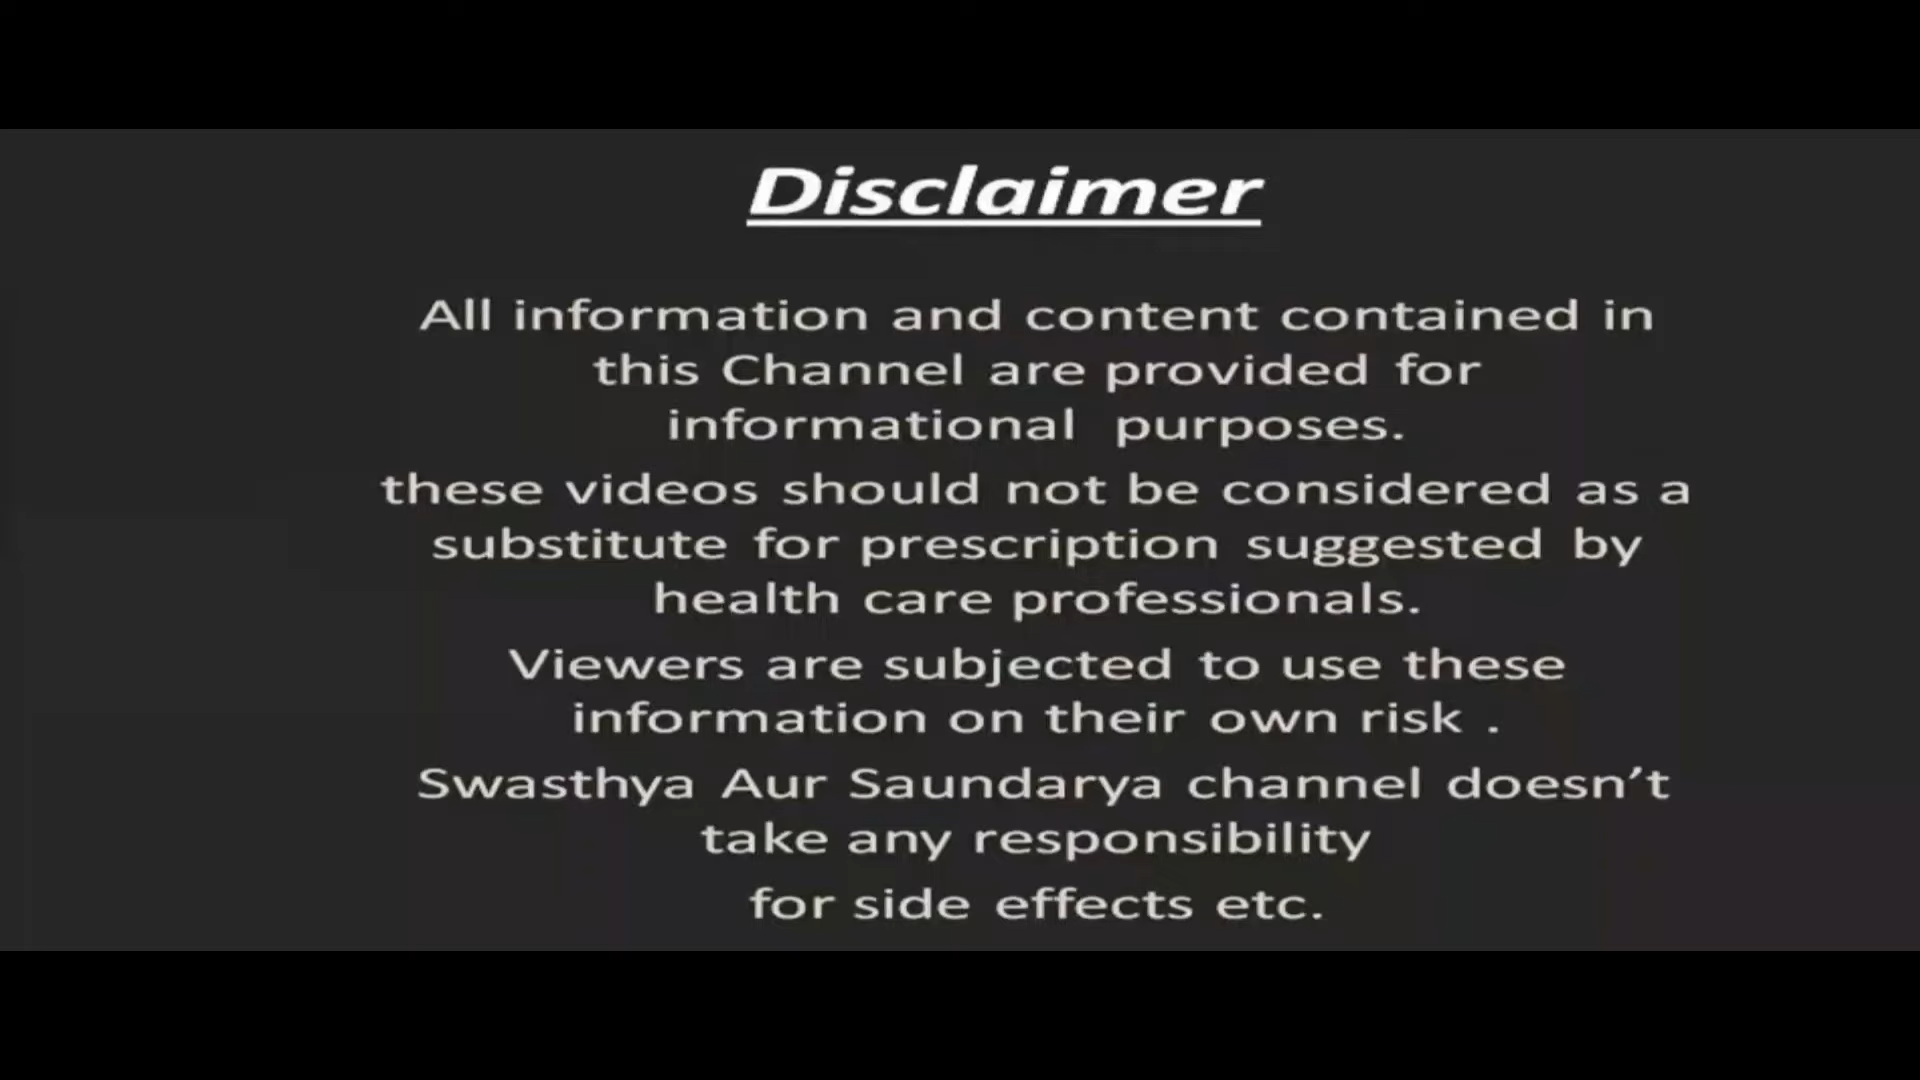 Disclaimer
All information and content contained in
this Channel are provided for
informational purposes.
these videos should not be considered as a
substitute for prescription suggested by
health care professionals.
Viewers are subjected to use these
information on their own risk .
Swasthya Aur Saundarya channel doesn’t
take any responsibility
for side effects etc.